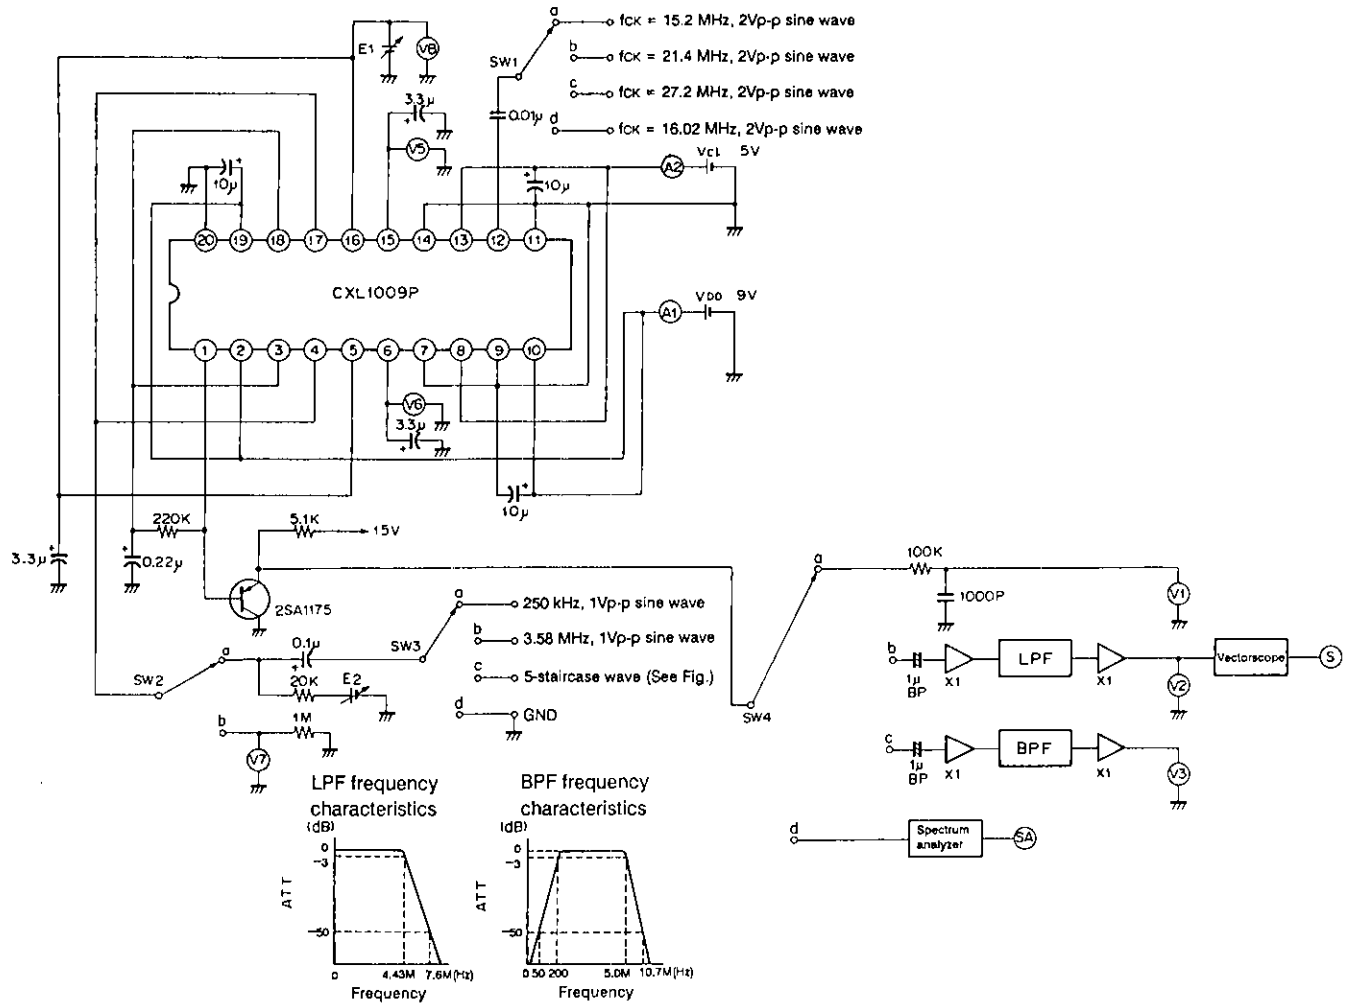 a
fCK = 15.2 MHz, 2Vp-p sine wave
E1
V8
SW1
b
fCK = 21.4 MHz, 2Vp-p sine wave
c
fCK = 27.2 MHz, 2Vp-p sine wave
3.3μ
+
0.01μ
d
fCK = 16.02 MHz, 2Vp-p sine wave
V5
VCL 5V
A2
+
10μ
+
10μ
20 19 18 17 16 15 14 13 12 11
CXL1009P
VDD 9V
A1
1 2 3 4 5 6 7 8 9 10
V6
3.3μ
+
+
10μ
220K
5.1K
15V
3.3μ
+
+
0.22μ
2SA1175
a
100K
1000P
V1
a
250 kHz, 1Vp-p sine wave
SW3
b
3.58 MHz, 1Vp-p sine wave
c
5-staircase wave (See Fig.)
d
GND
SW2
a
0.1μ
+
20K
E2
b
1M
V7
SW4
b
1μ
BP
X1
LPF
X1
V2
Vectorscope
S
c
1μ
BP
X1
BPF
X1
V3
d
Spectrum
analyzer
SA
LPF frequency
characteristics
(dB)
0
-3
ATT
-50
0 4.43M 7.6M(Hz)
Frequency
BPF frequency
characteristics
(dB)
0
-3
ATT
-50
0 50 200 5.0M 10.7M(Hz)
Frequency